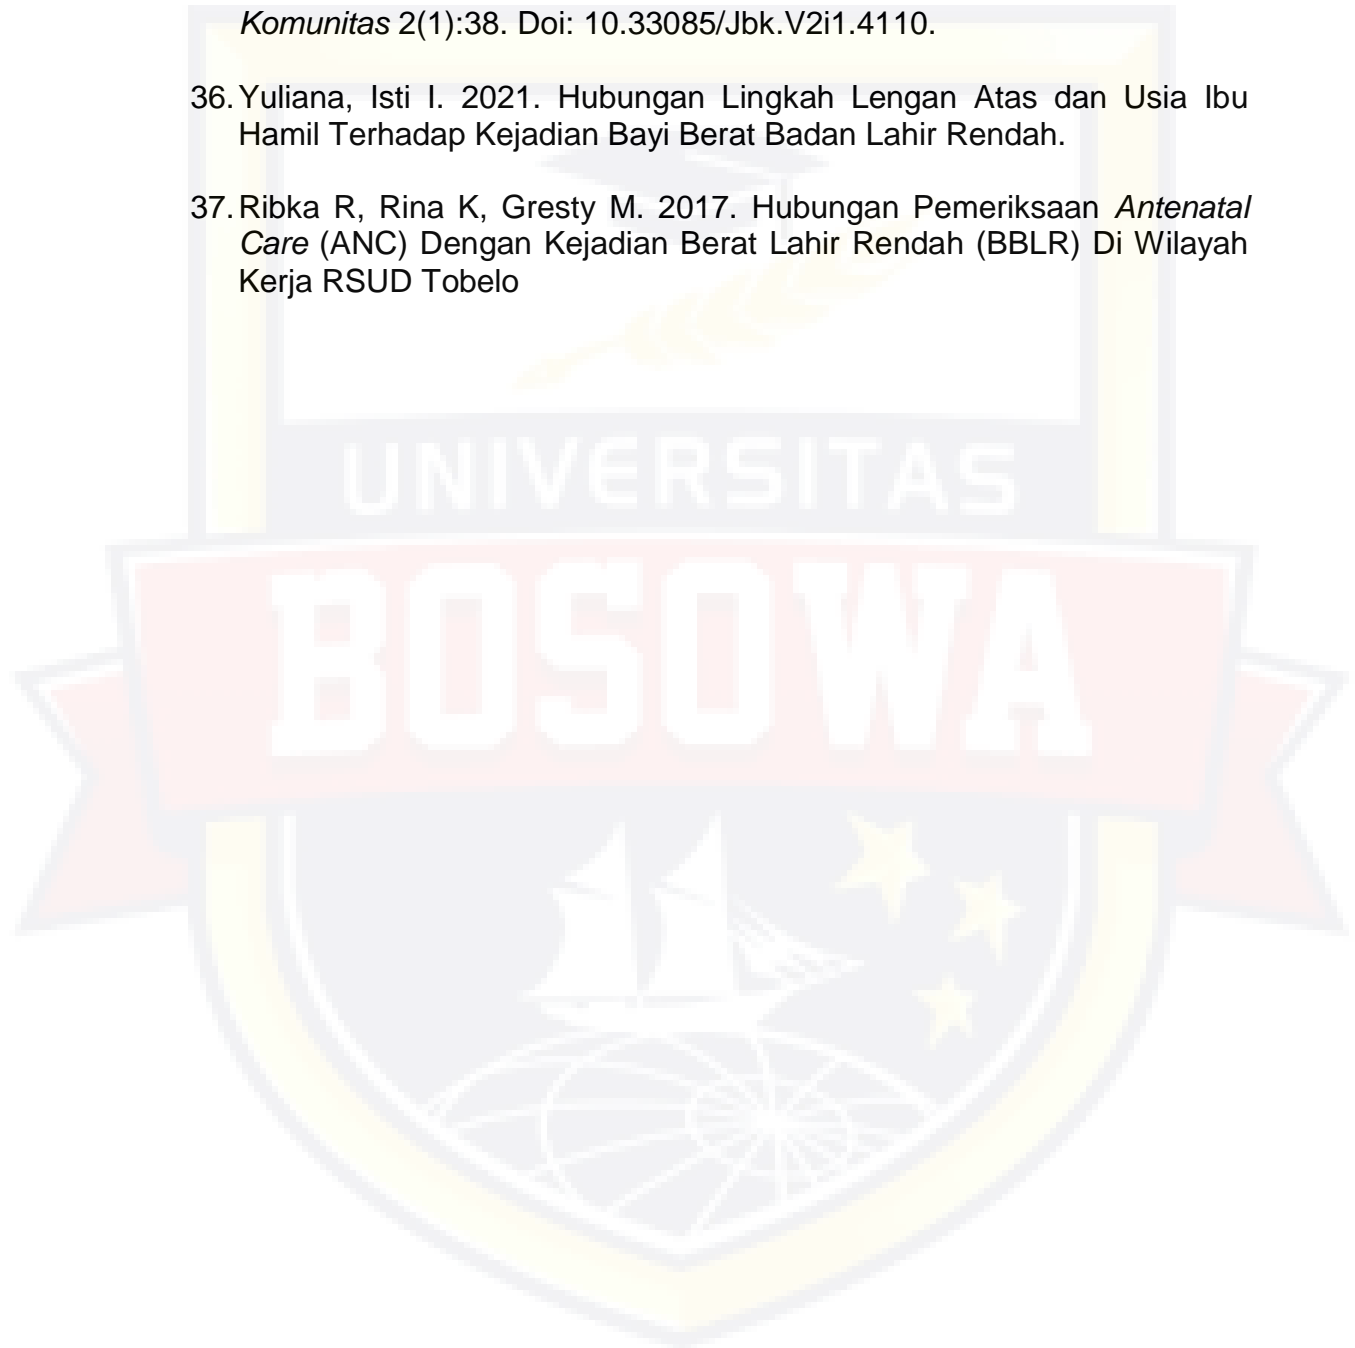 Komunitas 2(1):38. Doi: 10.33085/Jbk.V2i1.4110.
36. Yuliana, Isti I. 2021. Hubungan Lingkah Lengan Atas dan Usia Ibu
Hamil Terhadap Kejadian Bayi Berat Badan Lahir Rendah.
37. Ribka R, Rina K, Gresty M. 2017. Hubungan Pemeriksaan Antenatal
Care (ANC) Dengan Kejadian Berat Lahir Rendah (BBLR) Di Wilayah
Kerja RSUD Tobelo
UNIVERSITAS
BOSOWA